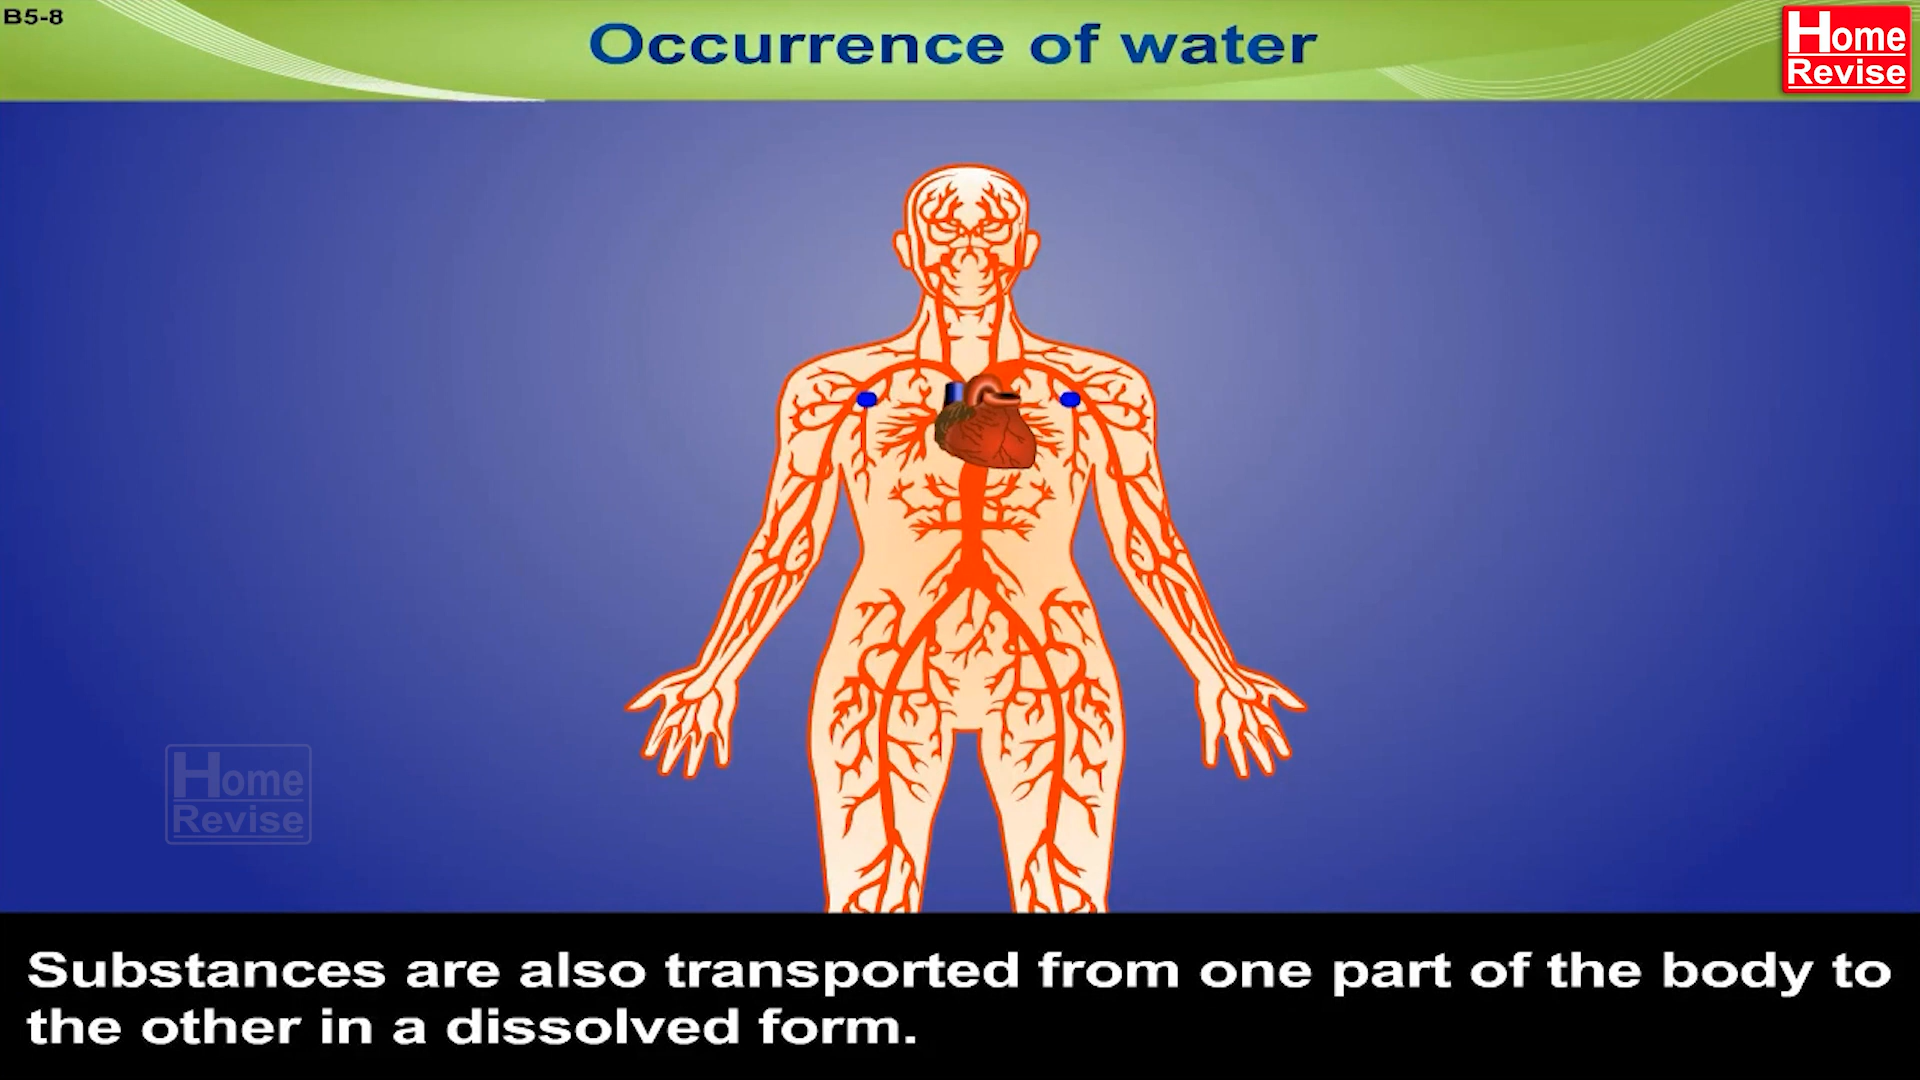 B5-8
Occurrence of water
Home
Revise
Home
Revise
Substances are also transported from one part of the body to
the other in a dissolved form.